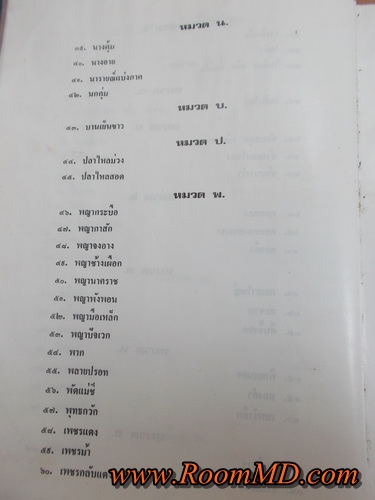 หมวด น.
๓๙. นางคุ้ม
๔๐. นางอาย
๔๑. นารายณ์แบ่งภาค
๔๒. นกคุ่ม
หมวด บ.
๔๓. บานเย็นขาว
หมวด ป.
๔๔. ปลาไหลม่วง
๔๕. ปลาไหลสอด
หมวด พ.
๔๖. พญากระบือ
๔๗. พญากาสัก
๔๘. พญาจงอาง
๔๙. พญาช้างเผือก
๕๐. พญานาคราช
๕๑. พญาพังพอน
๕๒. พญามือเหล็ก
๕๓. พญาปัจเวก
๕๔. พาก
๕๕. พลายปรอท
๕๖. พัดแม่ชี
๕๗. พุทธกวัก
๕๘. เพชรแดง
๕๙. เพชรม้า
๖๐. เพชรกลับแดง
www.RoomMD.com